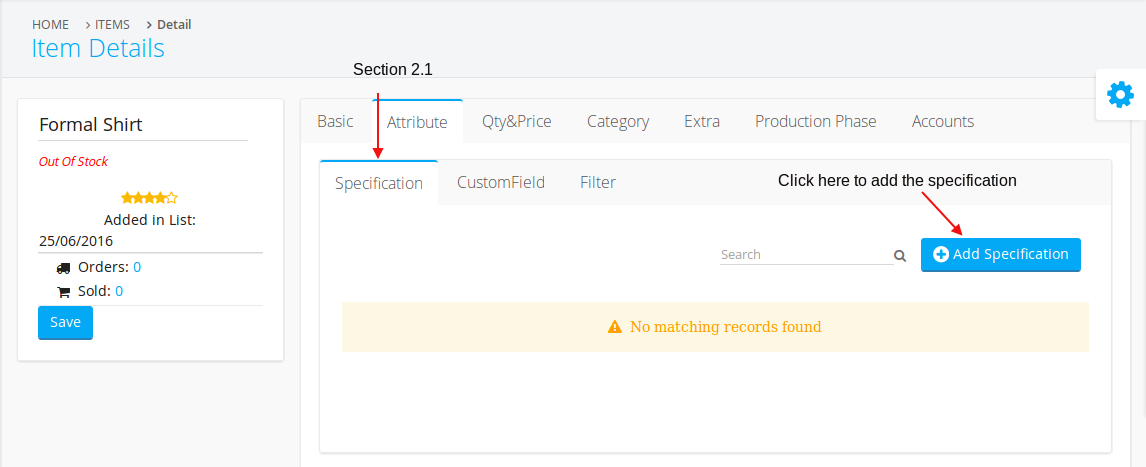 HOME > ITEMS > Detail
Item Details
Section 2.1
Formal Shirt
Out Of Stock
Added in List:
25/06/2016
Orders: 0
Sold: 0
Save
Basic Attribute Qty&Price Category Extra Production Phase Accounts
Specification CustomField Filter
Click here to add the specification
Search
Add Specification
No matching records found